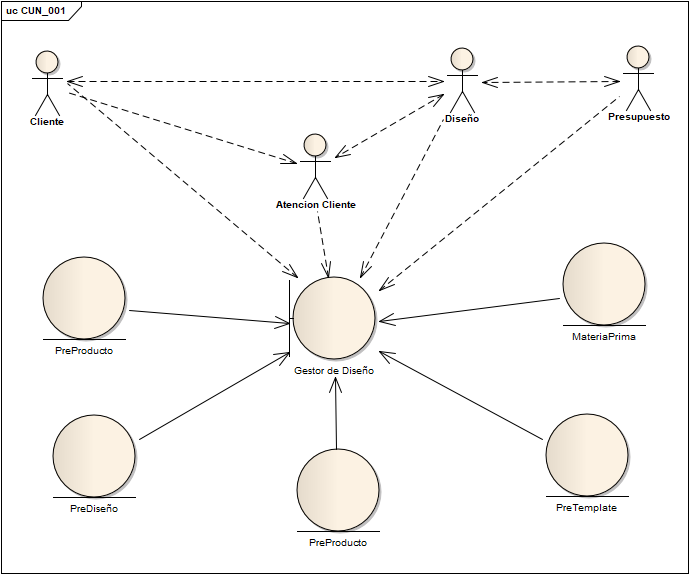 uc CUN_001
Cliente
Diseño
Presupuesto
Atencion Cliente
PreProducto
MateriaPrima
Gestor de Diseño
PreDiseño
PreTemplate
PreProducto